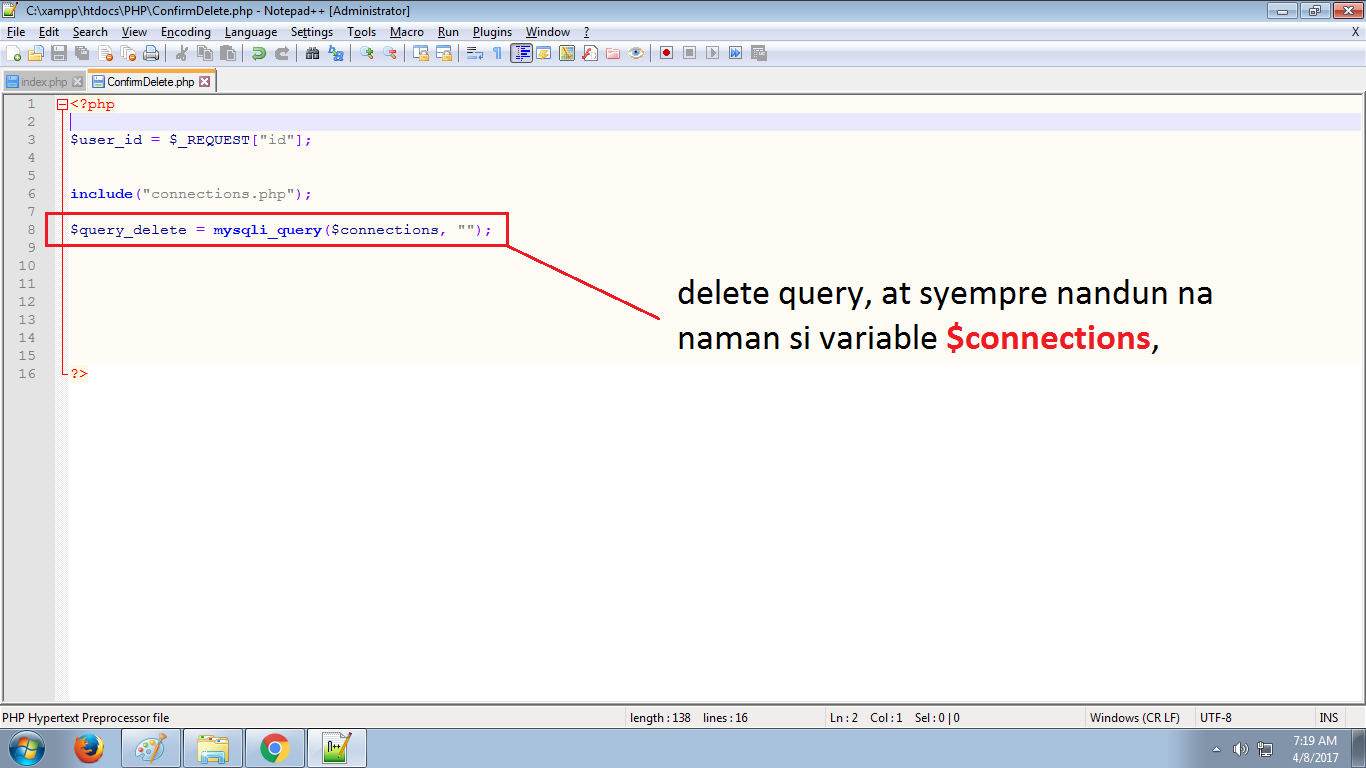 C:\xampp\htdocs\PHP\ConfirmDelete.php - Notepad++ [Administrator]
File Edit Search View Encoding Language Settings Tools Macro Run Plugins Window ? X
index.php ConfirmDelete.php
1 <?php
2
3 $user_id = $_REQUEST["id"];
4
5
6 include("connections.php");
7
8 $query_delete = mysqli_query($connections, "");
9
10
11
12
13
14
15
16 ?>
delete query, at syempre nandun na
naman si variable $connections,
PHP Hypertext Preprocessor file length : 138 lines : 16 Ln : 2 Col : 1 Sel : 0 | 0 Windows (CR LF) UTF-8 INS
7:19 AM
4/8/2017